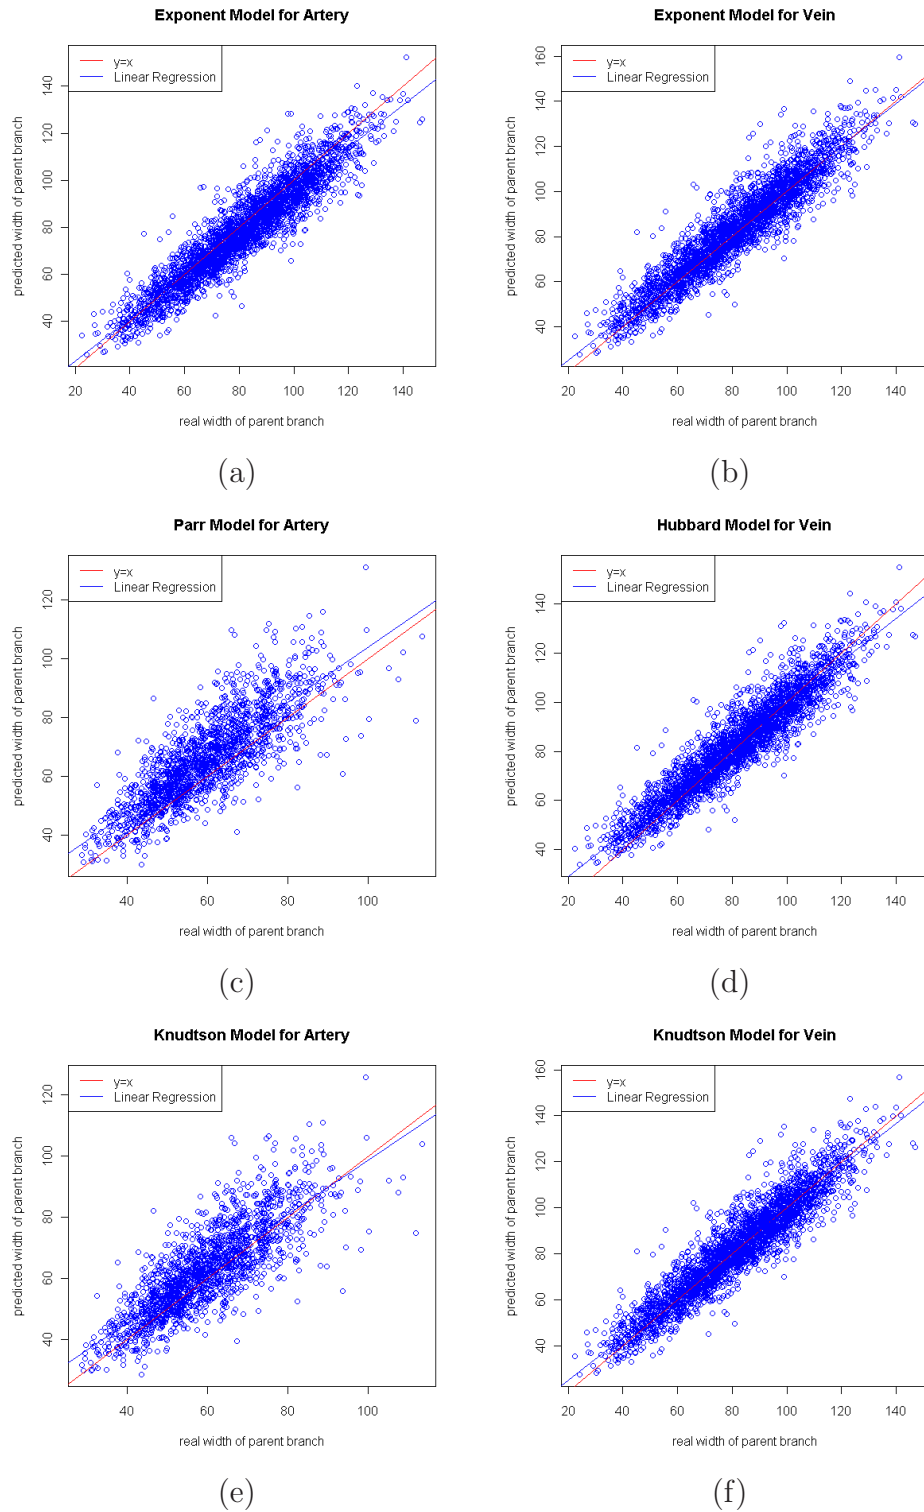 Exponent Model for Artery
y=x
Linear Regression
predicted width of parent branch
40 60 80 100 120 140
20 40 60 80 100 120 140
real width of parent branch
(a)
Exponent Model for Vein
y=x
Linear Regression
predicted width of parent branch
40 60 80 100 120 140 160
20 40 60 80 100 120 140
real width of parent branch
(b)
Parr Model for Artery
y=x
Linear Regression
predicted width of parent branch
40 60 80 100 120
40 60 80 100
real width of parent branch
(c)
Hubbard Model for Vein
y=x
Linear Regression
predicted width of parent branch
40 60 80 100 120 140
20 40 60 80 100 120 140
real width of parent branch
(d)
Knudtson Model for Artery
y=x
Linear Regression
predicted width of parent branch
40 60 80 100 120
40 60 80 100
real width of parent branch
(e)
Knudtson Model for Vein
y=x
Linear Regression
predicted width of parent branch
40 60 80 100 120 140 160
20 40 60 80 100 120 140
real width of parent branch
(f)